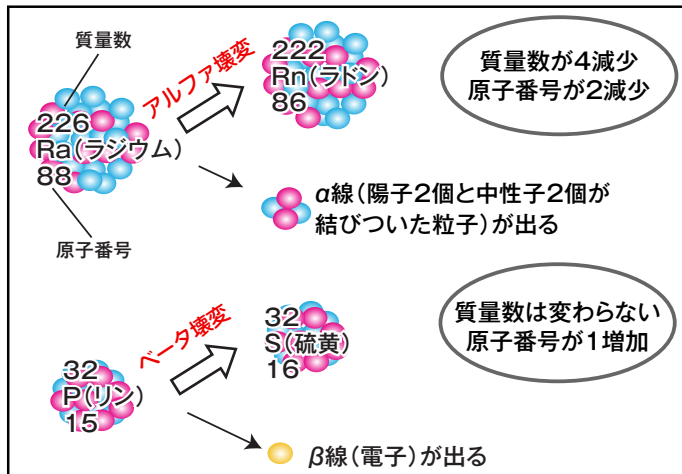 質量数
アルファ壊変
226
Ra(ラジウム)
88
原子番号
222
Rn(ラドン)
86
質量数が4減少
原子番号が2減少
α線(陽子2個と中性子2個が
結びついた粒子)が出る
ベータ壊変
32
P(リン)
15
32
S(硫黄)
16
質量数は変わらない
原子番号が1増加
β線(電子)が出る